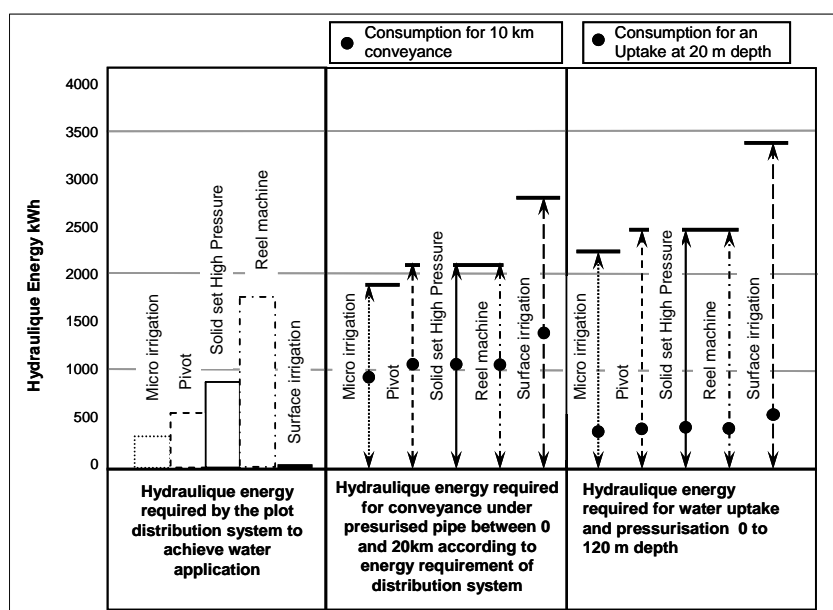 Consumption for 10 km
conveyance
Consumption for an
Uptake at 20 m depth
Hydraulique Energy kWh
4000
3500
3000
2500
2000
1500
1000
500
0
Micro irrigation
Pivot
Solid set High Pressure
Reel machine
Surface irrigation
Micro irrigation
Pivot
Solid set High Pressure
Reel machine
Surface irrigation
Micro irrigation
Pivot
Solid set High Pressure
Reel machine
Surface irrigation
Hydraulique energy
required by the plot
distribution system to
achieve water
application
Hydraulique energy required
for conveyance under
presurised pipe between 0
and 20km according to
energy requirement of
distribution system
Hydraulique energy
required for water uptake
and pressurisation 0 to
120 m depth